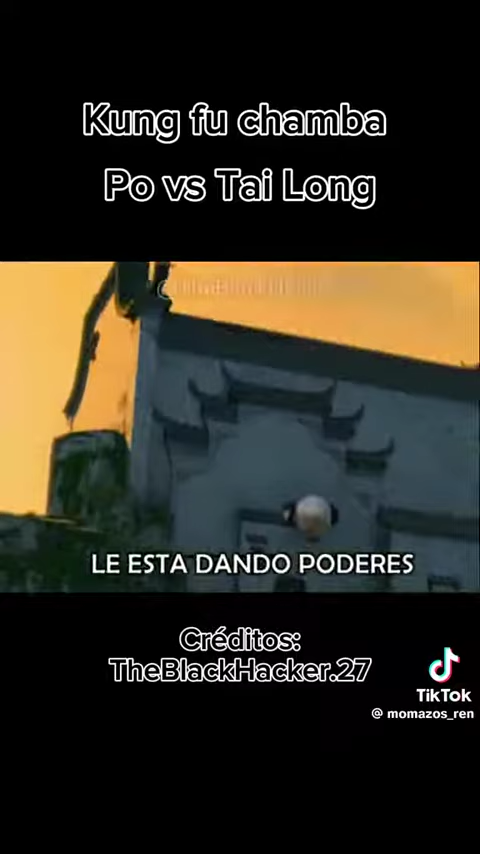 Kung fu chamba
Po vs Tai Long
LE ESTA DANDO PODERES
Créditos:
TheBlackHacker.27
TikTok
@ momazos_ren